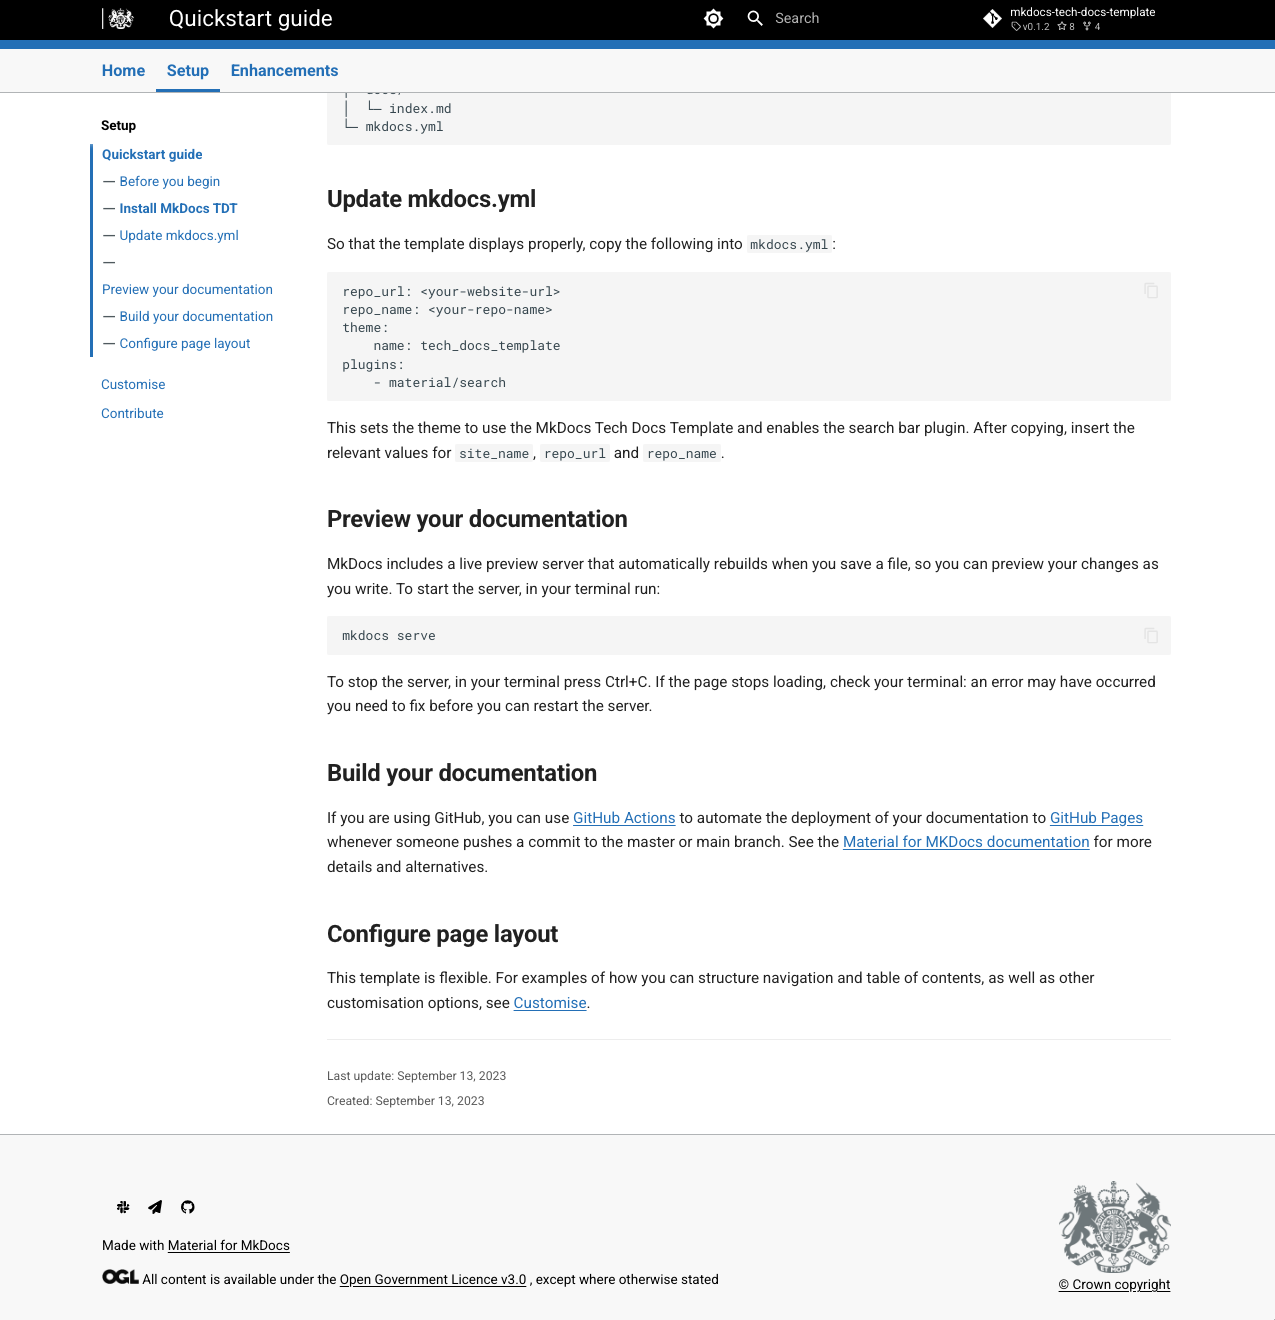 Quickstart guide
Search
mkdocs-tech-docs-template
v0.1.2 8 4
Home Setup Enhancements
│ └─ index.md
└─ mkdocs.yml
Setup
Quickstart guide
— Before you begin
— Install MkDocs TDT
— Update mkdocs.yml
—
Preview your documentation
— Build your documentation
— Configure page layout
Customise
Contribute
Update mkdocs.yml
So that the template displays properly, copy the following into mkdocs.yml:
repo_url: <your-website-url>
repo_name: <your-repo-name>
theme:
    name: tech_docs_template
plugins:
    - material/search
This sets the theme to use the MkDocs Tech Docs Template and enables the search bar plugin. After copying, insert the
relevant values for site_name, repo_url and repo_name.
Preview your documentation
MkDocs includes a live preview server that automatically rebuilds when you save a file, so you can preview your changes as
you write. To start the server, in your terminal run:
mkdocs serve
To stop the server, in your terminal press Ctrl+C. If the page stops loading, check your terminal: an error may have occurred
you need to fix before you can restart the server.
Build your documentation
If you are using GitHub, you can use GitHub Actions to automate the deployment of your documentation to GitHub Pages
whenever someone pushes a commit to the master or main branch. See the Material for MKDocs documentation for more
details and alternatives.
Configure page layout
This template is flexible. For examples of how you can structure navigation and table of contents, as well as other
customisation options, see Customise.
Last update: September 13, 2023
Created: September 13, 2023
Made with Material for MkDocs
OGL All content is available under the Open Government Licence v3.0 , except where otherwise stated
© Crown copyright